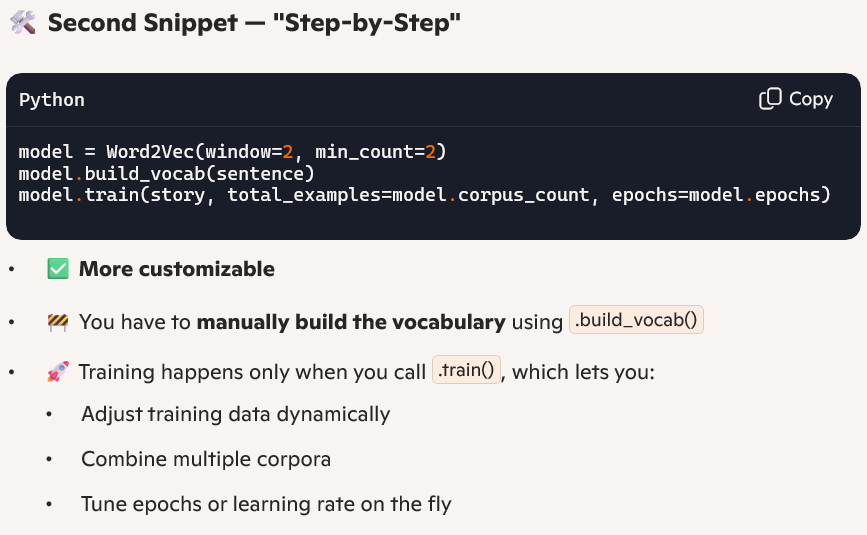 🛠️ Second Snippet — "Step-by-Step"
Python
Copy
model = Word2Vec(window=2, min_count=2)
model.build_vocab(sentence)
model.train(story, total_examples=model.corpus_count, epochs=model.epochs)
• ✅ More customizable
• 🚧 You have to manually build the vocabulary using .build_vocab()
• 🚀 Training happens only when you call .train(), which lets you:
• Adjust training data dynamically
• Combine multiple corpora
• Tune epochs or learning rate on the fly